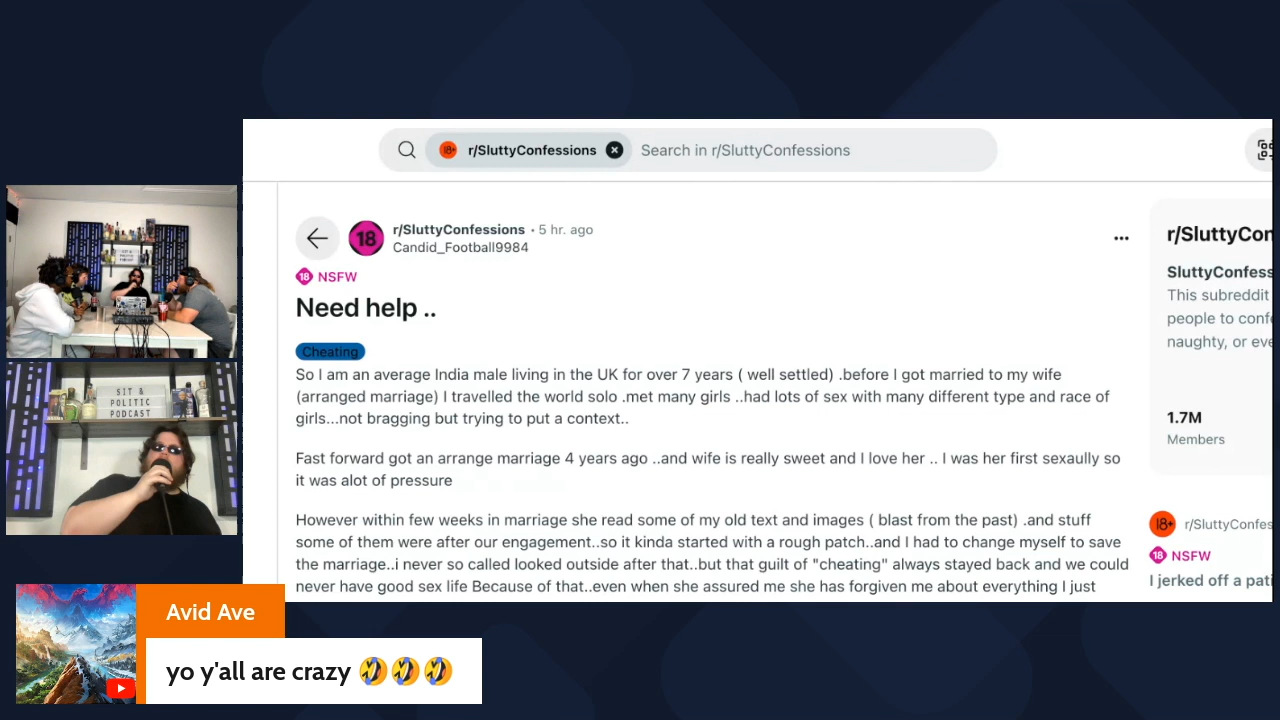 r/SluttyConfessions
Search in r/SluttyConfessions
r/SluttyConfessions • 5 hr. ago
Candid_Football9984
18 NSFW
Need help ..
Cheating
So I am an average India male living in the UK for over 7 years ( well settled) .before I got married to my wife
(arranged marriage) I travelled the world solo .met many girls ..had lots of sex with many different type and race of
girls...not bragging but trying to put a context..
Fast forward got an arrange marriage 4 years ago ..and wife is really sweet and I love her .. I was her first sexaully so
it was alot of pressure
However within few weeks in marriage she read some of my old text and images ( blast from the past) .and stuff
some of them were after our engagement..so it kinda started with a rough patch..and I had to change myself to save
the marriage..i never so called looked outside after that..but that guilt of "cheating" always stayed back and we could
never have good sex life Because of that..even when she assured me she has forgiven me about everything I just
r/SluttyCon
SluttyConfess
This subreddit
people to confe
naughty, or eve
1.7M
Members
18+ r/SluttyConfes
18 NSFW
I jerked off a pati
SIT &
POLITIC
PODCAST
Avid Ave
yo y'all are crazy 🤣🤣🤣